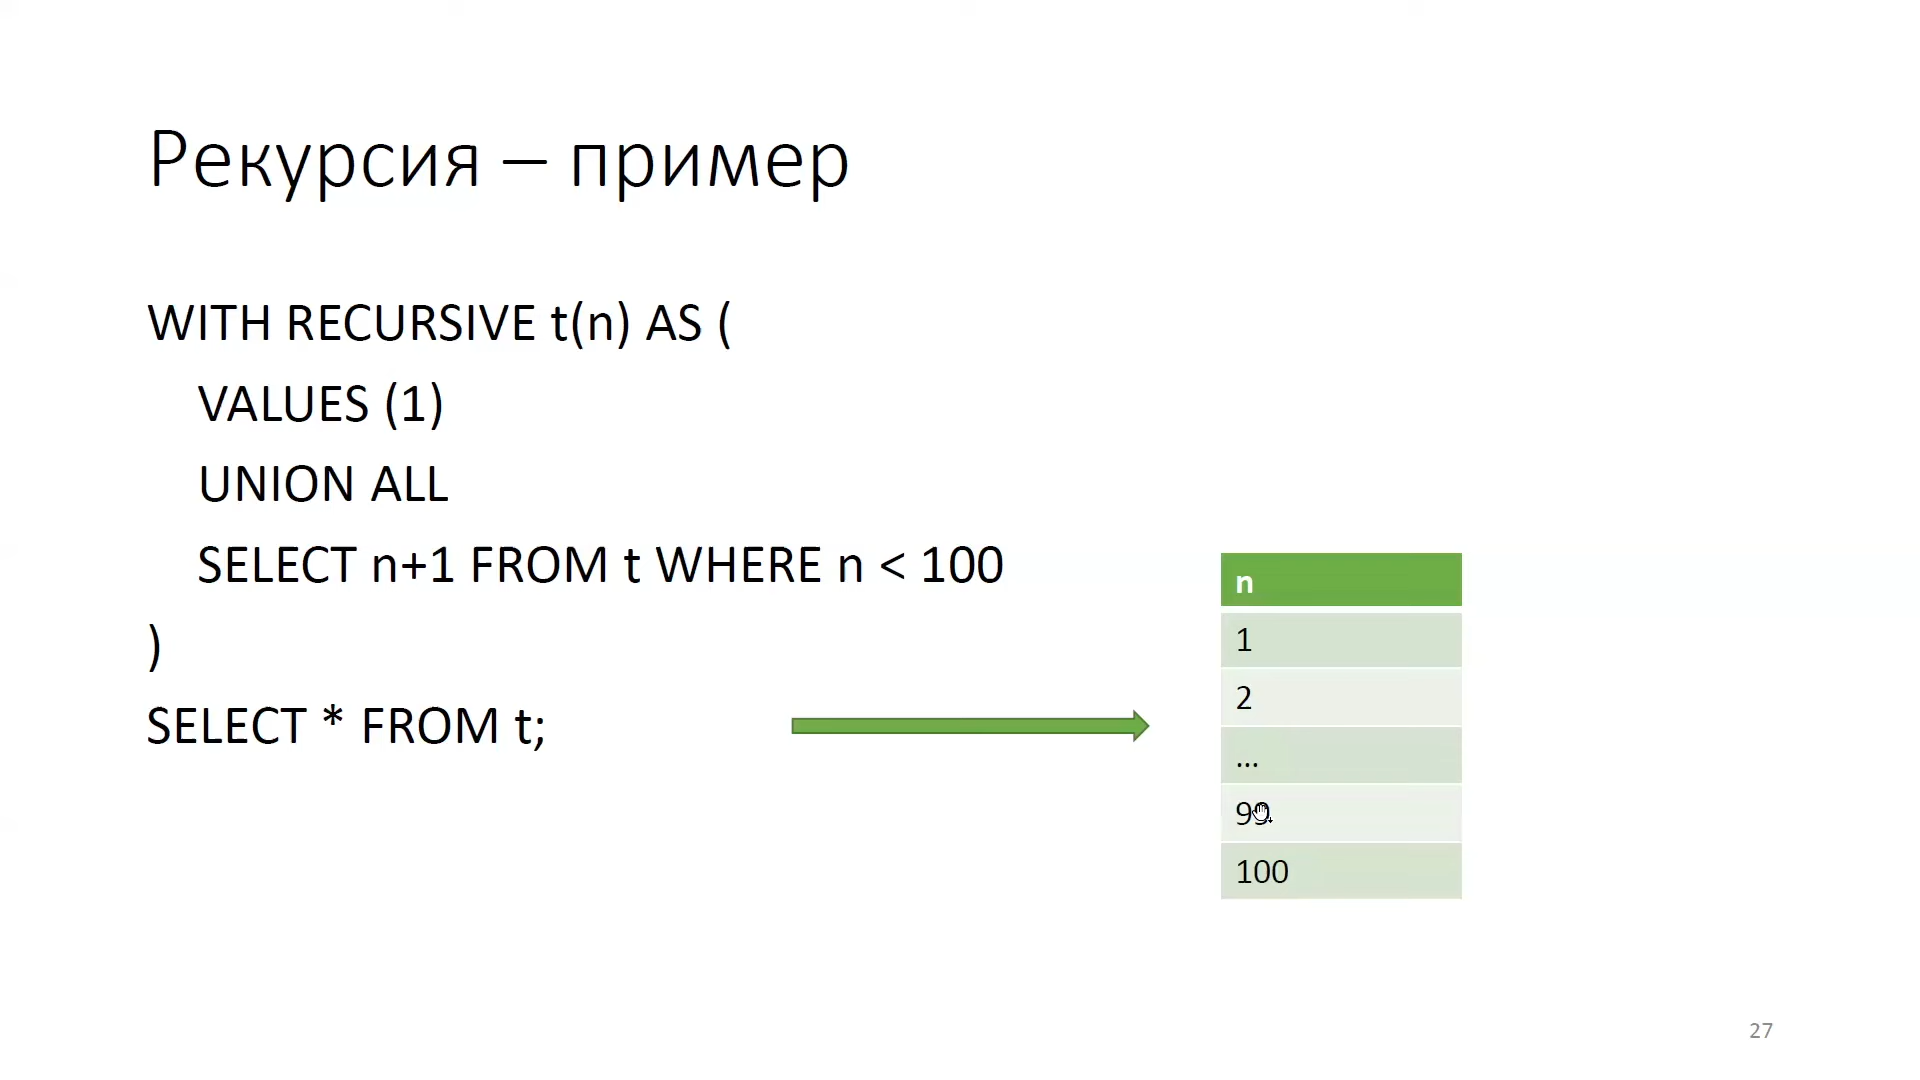 Рекурсия – пример
WITH RECURSIVE t(n) AS (
VALUES (1)
UNION ALL
SELECT n+1 FROM t WHERE n < 100
)
SELECT * FROM t;
n
1
2
...
99
100
27